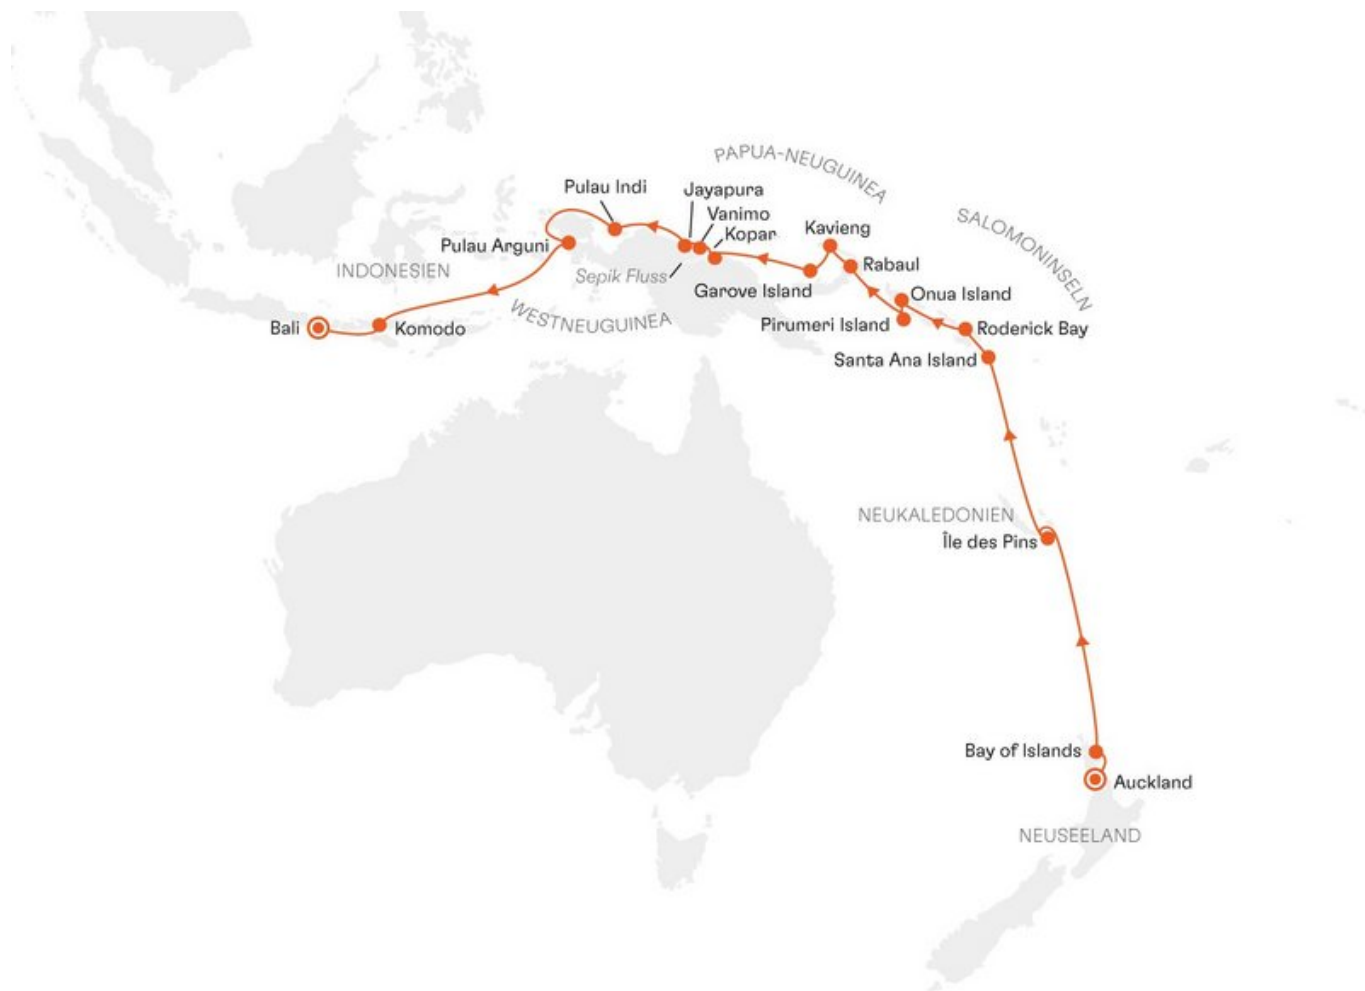 PAPUA-NEUGUINEA
Pulau Indi
Jayapura
Vanimo
Kopar
Kavieng
SALOMONINSELN
Pulau Arguni
Sepik Fluss
Rabaul
INDONESIEN
Garove Island
Onua Island
WESTNEUGUINEA
Pirumeri Island
Bali
Komodo
Roderick Bay
Santa Ana Island
NEUKALEDONIEN
Île des Pins
Bay of Islands
Auckland
NEUSEELAND